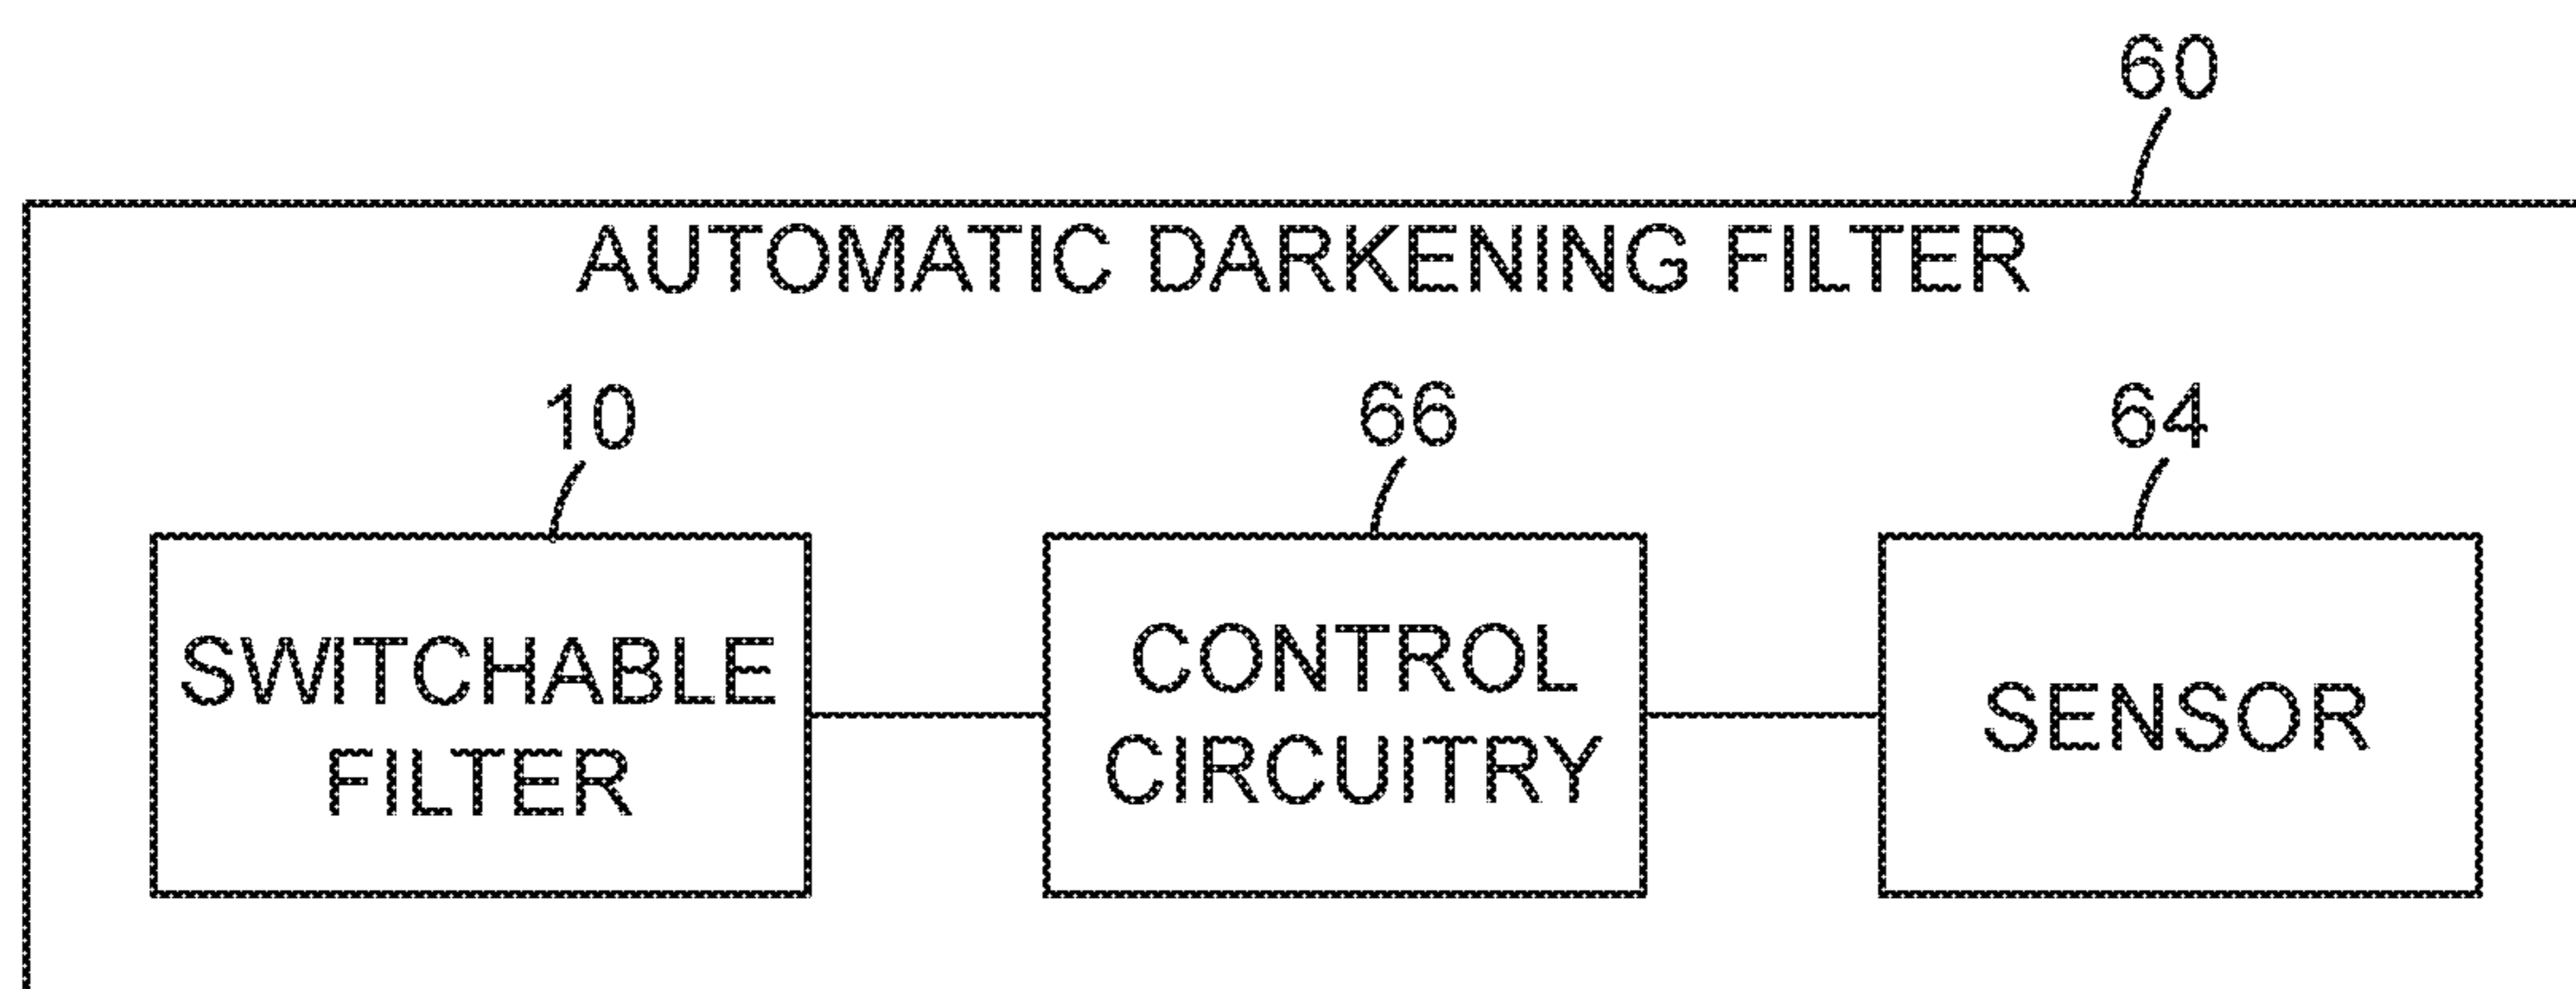 60
AUTOMATIC DARKENING FILTER
10
66
64
SWITCHABLE
FILTER
CONTROL
CIRCUITRY
SENSOR